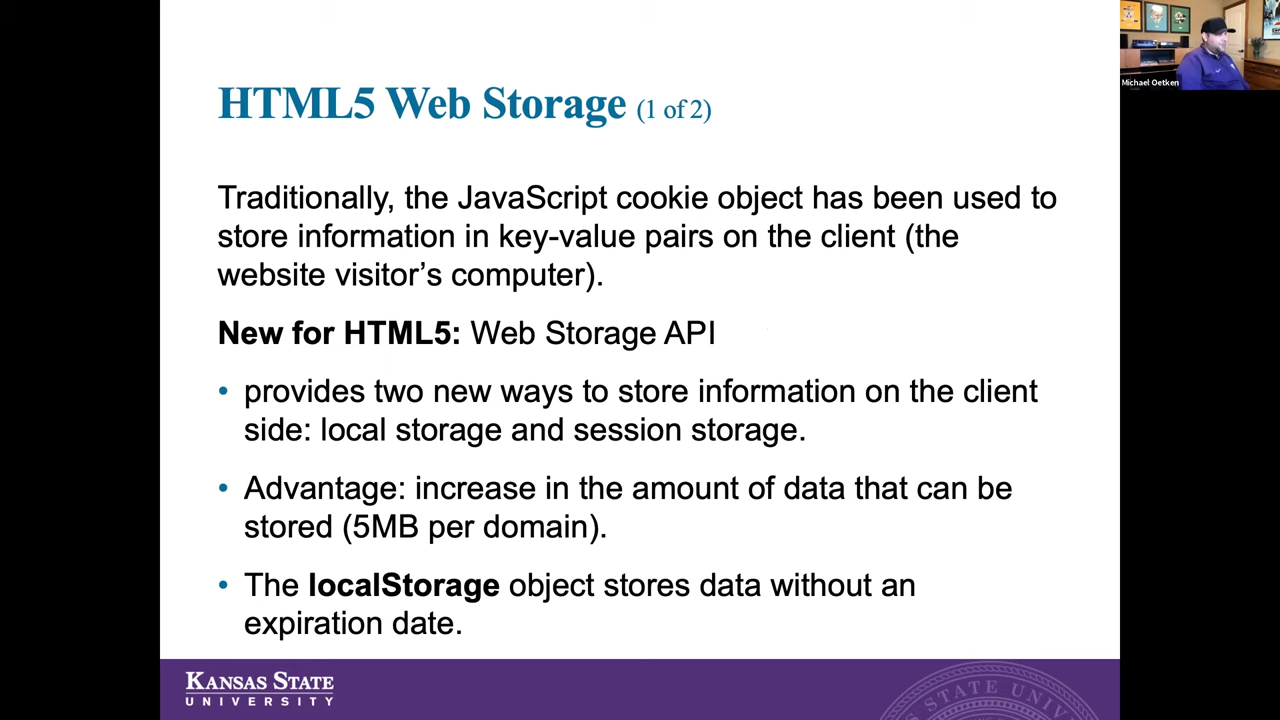 Michael Oetken
HTML5 Web Storage (1 of 2)
Traditionally, the JavaScript cookie object has been used to
store information in key-value pairs on the client (the
website visitor’s computer).
New for HTML5: Web Storage API
• provides two new ways to store information on the client
side: local storage and session storage.
• Advantage: increase in the amount of data that can be
stored (5MB per domain).
• The localStorage object stores data without an
expiration date.
KANSAS STATE
UNIVERSITY
STATE UNIV